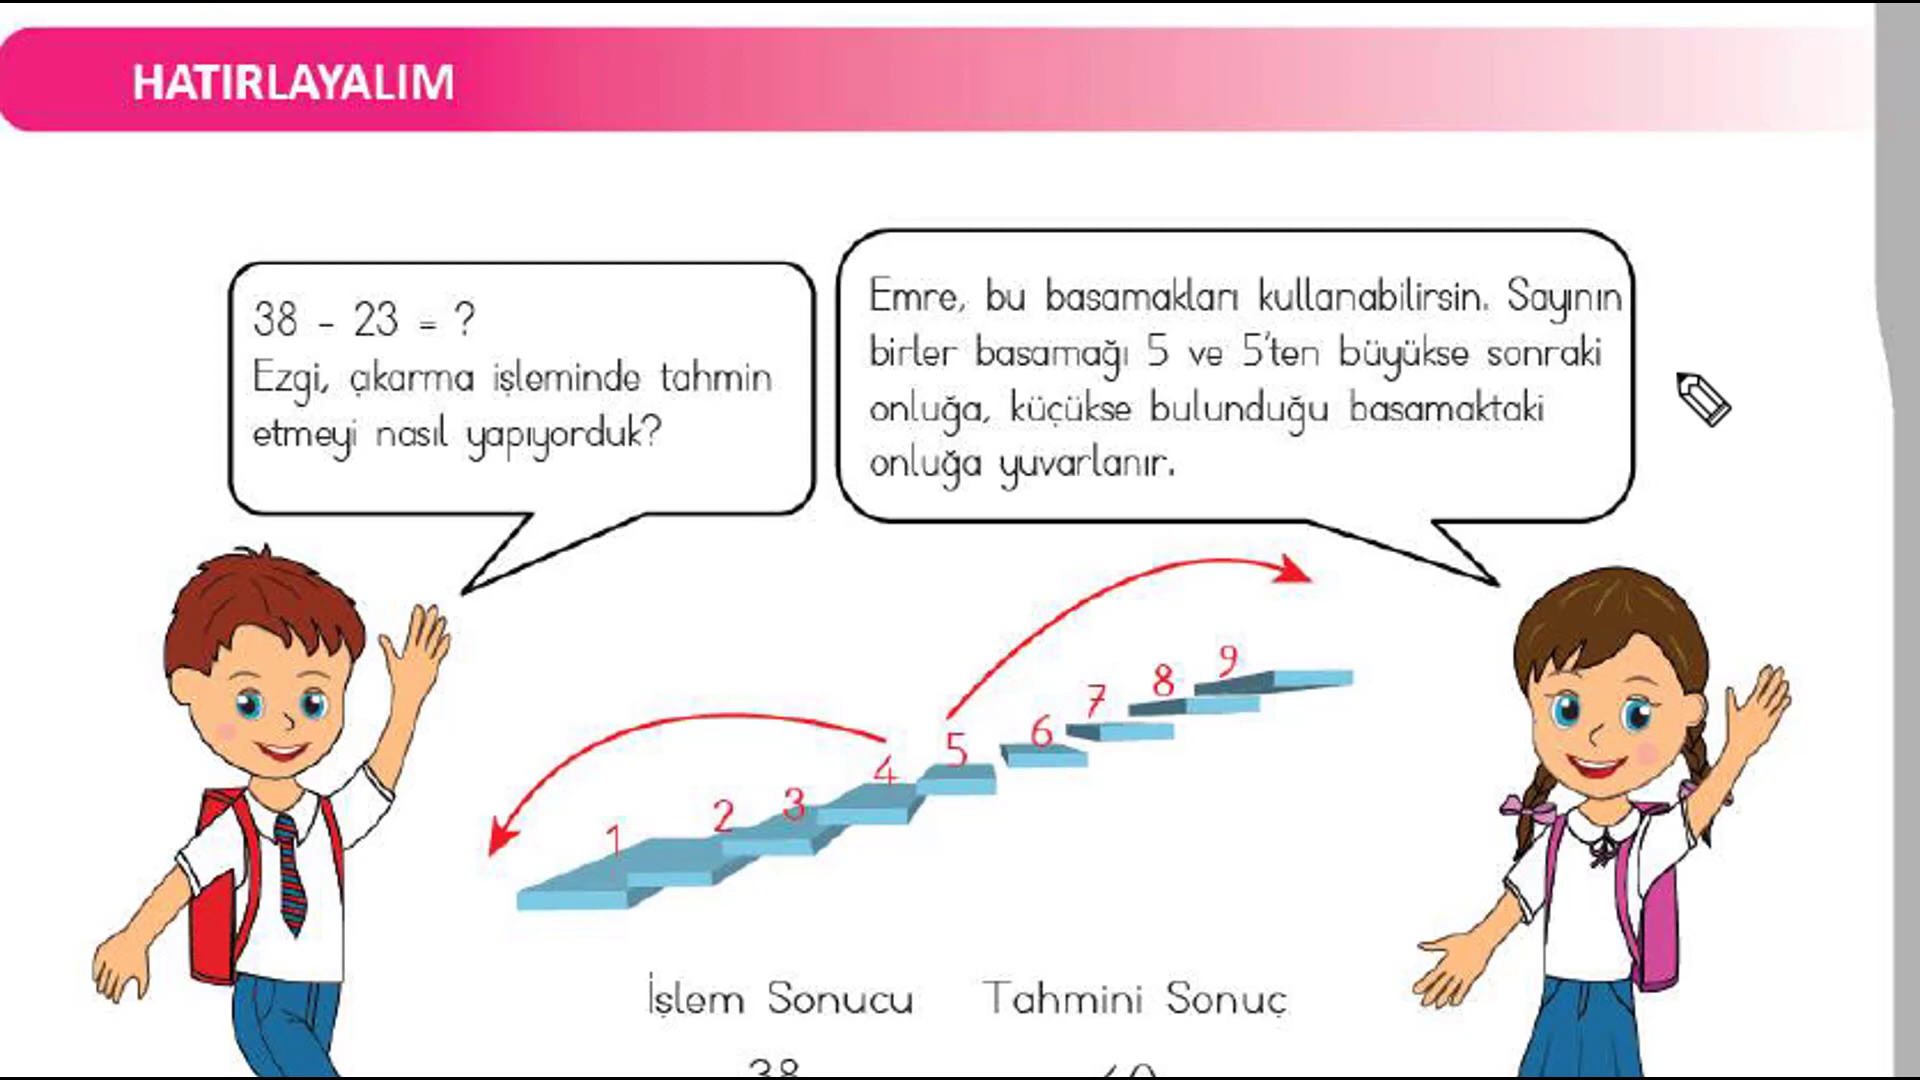 HATIRLAYALIM
38 - 23 = ?
Ezgi, çıkarma işleminde tahmin
etmeyi nasıl yapıyorduk?
Emre, bu basamakları kullanabilirsin. Sayının
birler basamağı 5 ve 5'ten büyükse sonraki
onluğa, küçükse bulunduğu basamaktaki
onluğa yuvarlanır.
1 2 3 4 5 6 7 8 9
İşlem Sonucu Tahmini Sonuç
38